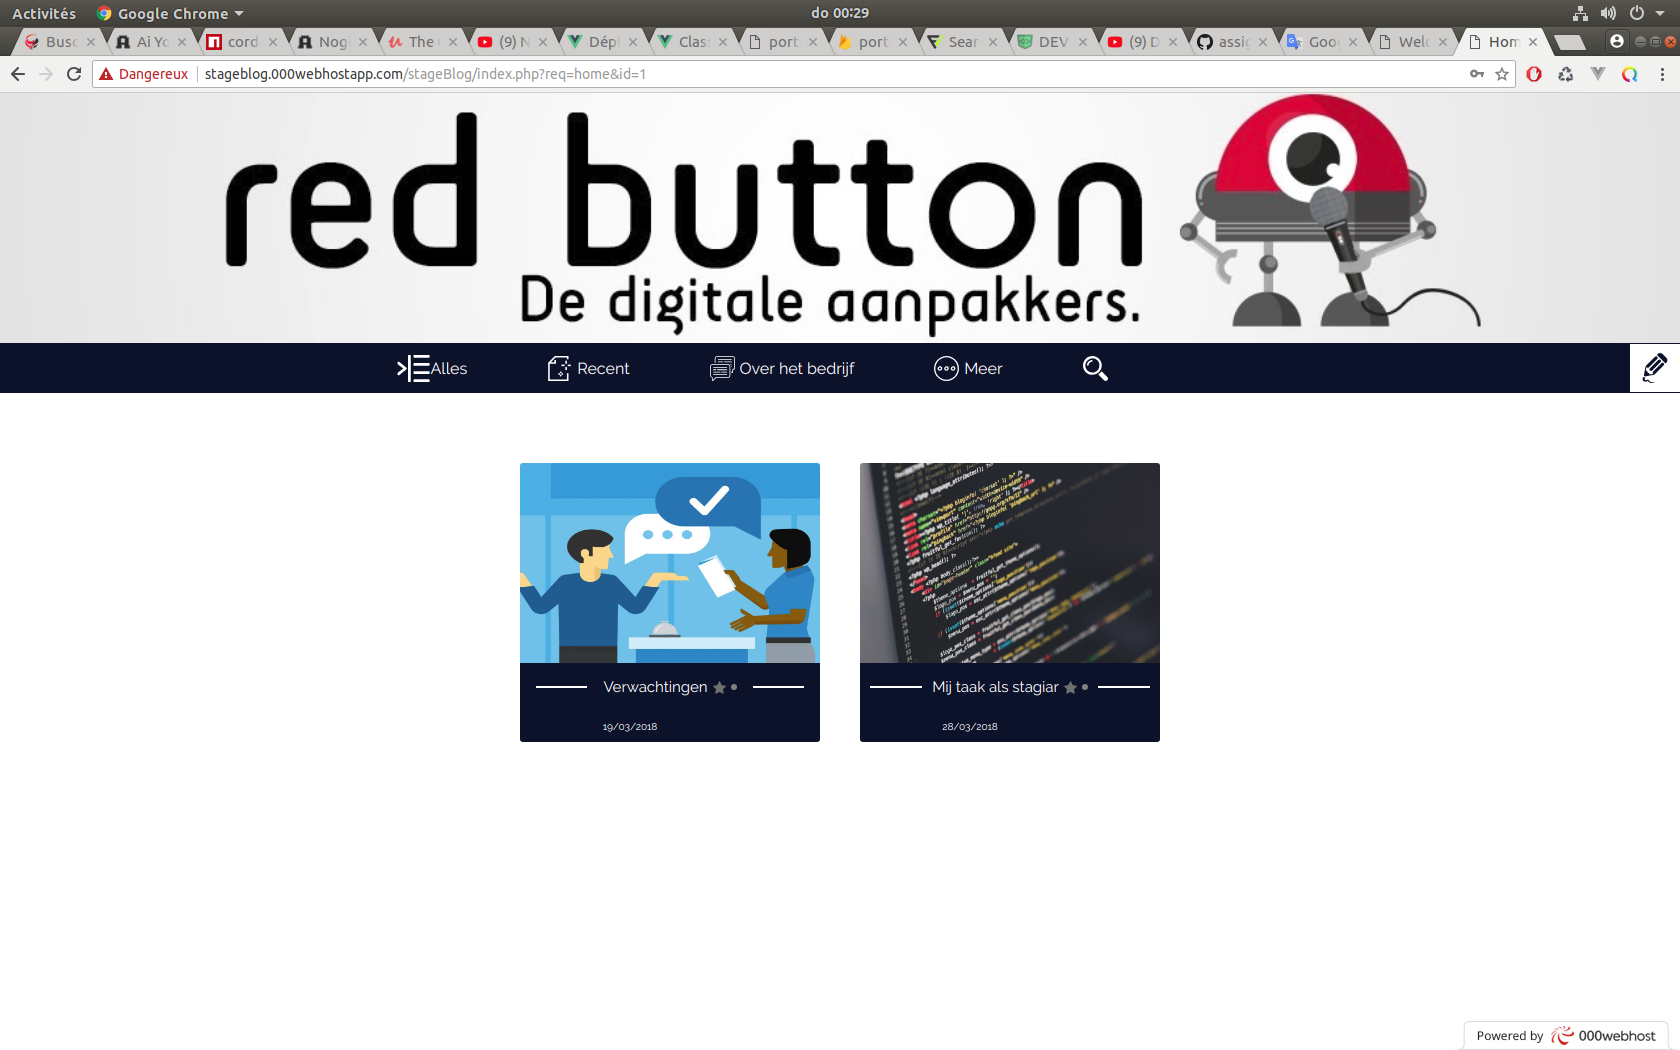 Activités Google Chrome do 00:29
Busc Ai Yo cord Nog The (9) N Dépl Clas port port Sear DEV (9) D assig Goo Welc Hom
Dangereux stageblog.000webhostapp.com/stageBlog/index.php?req=home&id=1
red button
De digitale aanpakkers.
Alles Recent Over het bedrijf Meer
Verwachtingen
19/03/2018
Mij taak als stagiar
28/03/2018
Powered by 000webhost